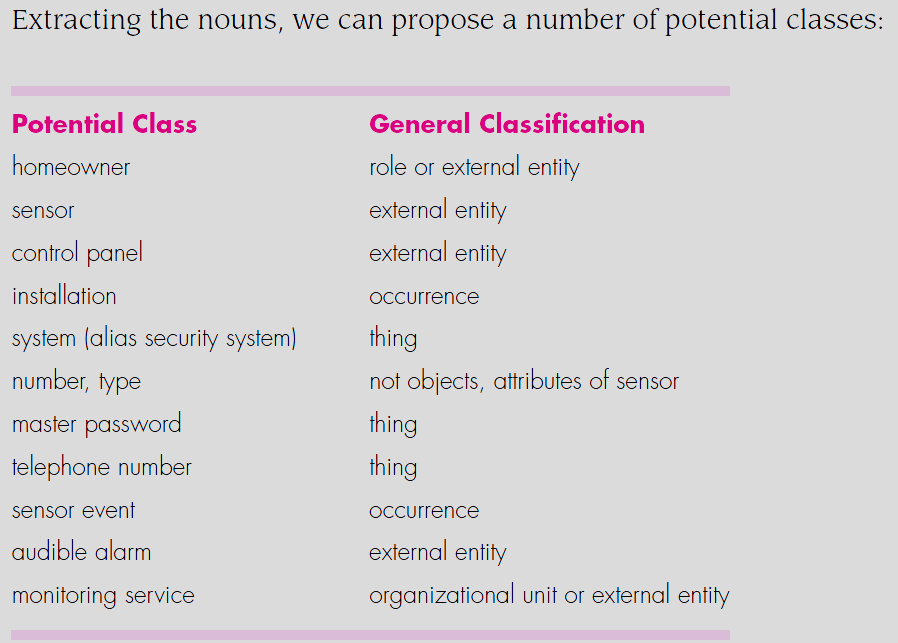 Extracting the nouns, we can propose a number of potential classes:
Potential Class General Classification
homeowner role or external entity
sensor external entity
control panel external entity
installation occurrence
system (alias security system) thing
number, type not objects, attributes of sensor
master password thing
telephone number thing
sensor event occurrence
audible alarm external entity
monitoring service organizational unit or external entity